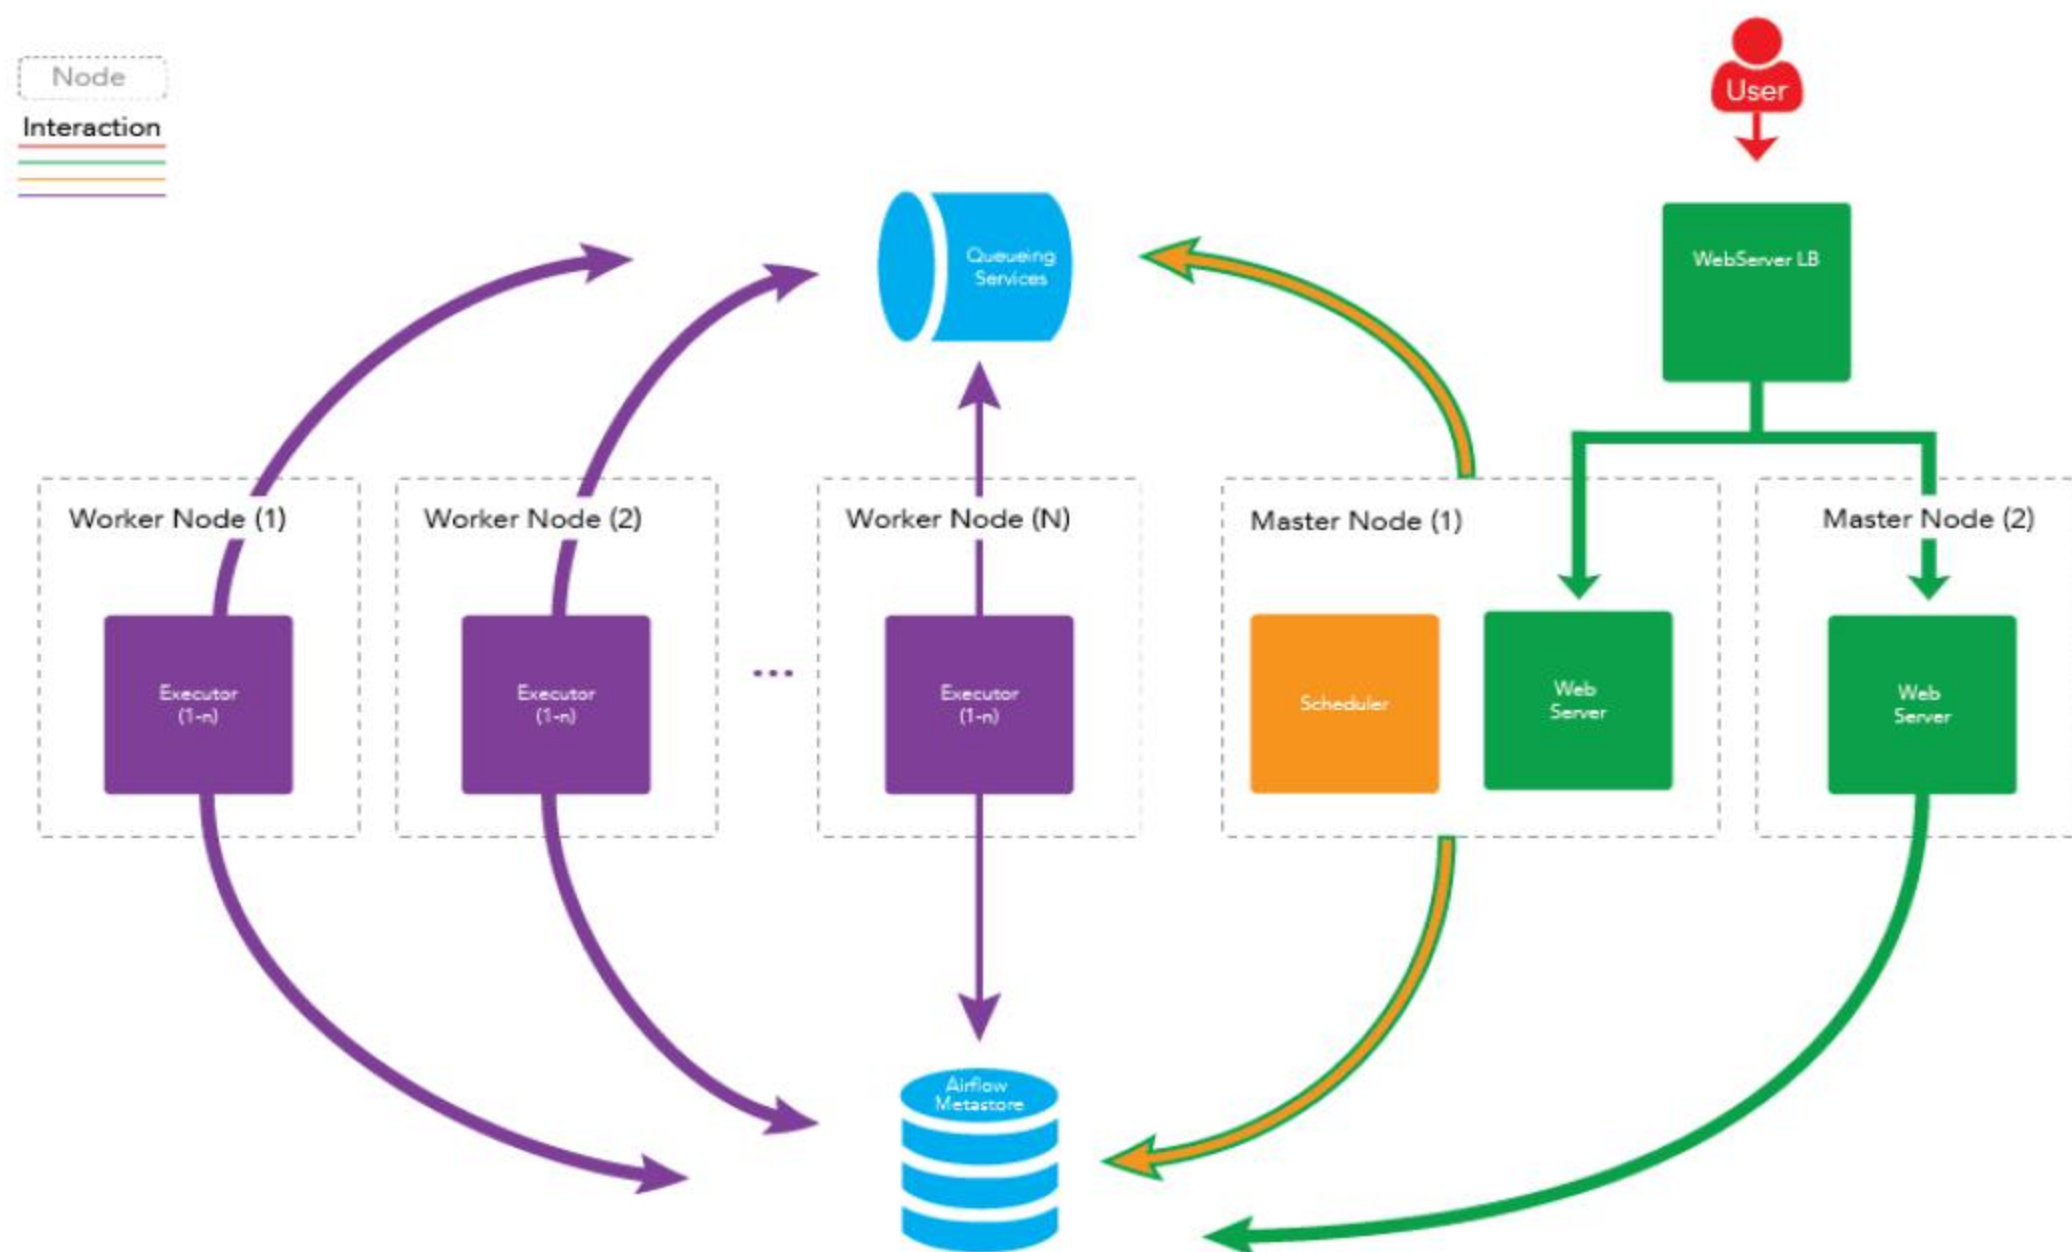 Node
Interaction
User
Queueing
Services
WebServer LB
Worker Node (1)
Worker Node (2)
Worker Node (N)
Master Node (1)
Master Node (2)
Executor
(1-n)
Executor
(1-n)
...
Executor
(1-n)
Scheduler
Web
Server
Web
Server
Airflow
Metastore